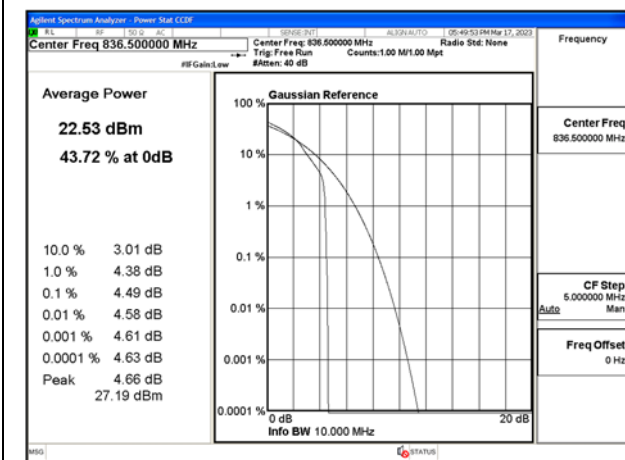 Agilent Spectrum Analyzer - Power Stat CCDF
RL RF 50 Ω AC SENSE:INT ALIGN AUTO 05:49:53 PM Mar 17, 2023
Center Freq 836.500000 MHz
Center Freq: 836.500000 MHz Radio Std: None
Trig: Free Run Counts:1.00 M/1.00 Mpt
#IFGain:Low #Atten: 40 dB
Frequency
Average Power
22.53 dBm
43.72 % at 0dB
10.0 % 3.01 dB
1.0 % 4.38 dB
0.1 % 4.49 dB
0.01 % 4.58 dB
0.001 % 4.61 dB
0.0001 % 4.63 dB
Peak 4.66 dB
27.19 dBm
Gaussian Reference
100 %
10 %
1 %
0.1 %
0.01 %
0.001 %
0.0001 %
0 dB 20 dB
Info BW 10.000 MHz
Center Freq
836.500000 MHz
CF Step
5.000000 MHz
Auto Man
Freq Offset
0 Hz
MSG STATUS